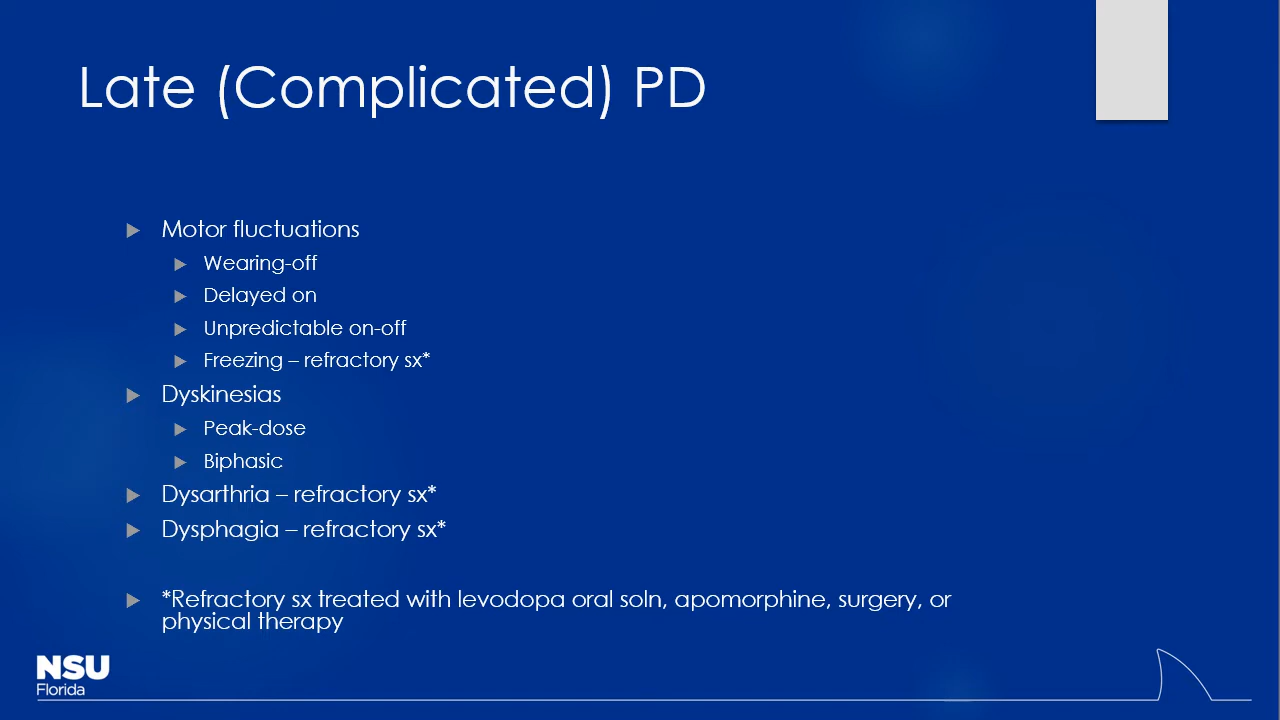 Late (Complicated) PD
Motor fluctuations
Wearing-off
Delayed on
Unpredictable on-off
Freezing – refractory sx*
Dyskinesias
Peak-dose
Biphasic
Dysarthria – refractory sx*
Dysphagia – refractory sx*
*Refractory sx treated with levodopa oral soln, apomorphine, surgery, or
physical therapy
NSU
Florida